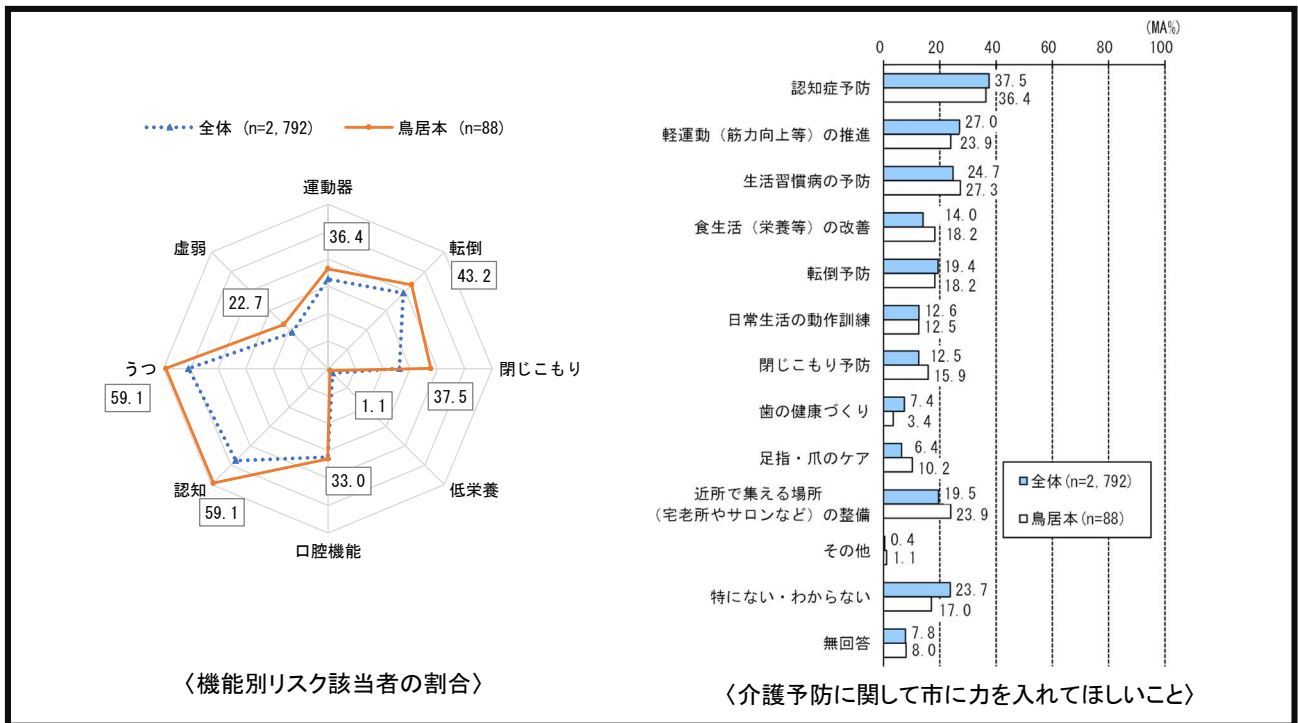 全体 (n=2,792)
鳥居本 (n=88)
運動器
36.4
転倒
43.2
閉じこもり
37.5
低栄養
1.1
口腔機能
33.0
認知
59.1
うつ
59.1
虚弱
22.7
〈機能別リスク該当者の割合〉
(MA%)
0 20 40 60 80 100
認知症予防
37.5
36.4
軽運動（筋力向上等）の推進
27.0
23.9
生活習慣病の予防
24.7
27.3
食生活（栄養等）の改善
14.0
18.2
転倒予防
19.4
18.2
日常生活の動作訓練
12.6
12.5
閉じこもり予防
12.5
15.9
歯の健康づくり
7.4
3.4
足指・爪のケア
6.4
10.2
近所で集える場所
（宅老所やサロンなど）の整備
19.5
23.9
その他
0.4
1.1
特にない・わからない
23.7
17.0
無回答
7.8
8.0
全体(n=2,792)
鳥居本(n=88)
〈介護予防に関して市に力を入れてほしいこと〉